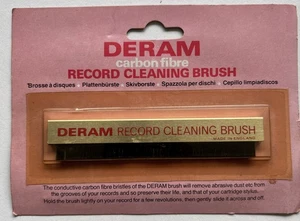 DERAM
carbon fibre
RECORD CLEANING BRUSH
Brosse à disques • Plattenbürste • Skivborste • Spazzola per dischi • Cepillo limpiadiscos
DERAM RECORD CLEANING BRUSH
MADE IN ENGLAND
The conductive carbon fibre bristles of the DERAM brush will remove abrasive dust etc from
the grooves of your records and so preserve their life, and that of your cartridge stylus.
Hold the brush lightly on your record for a few revolutions, then gently slide it across and off.